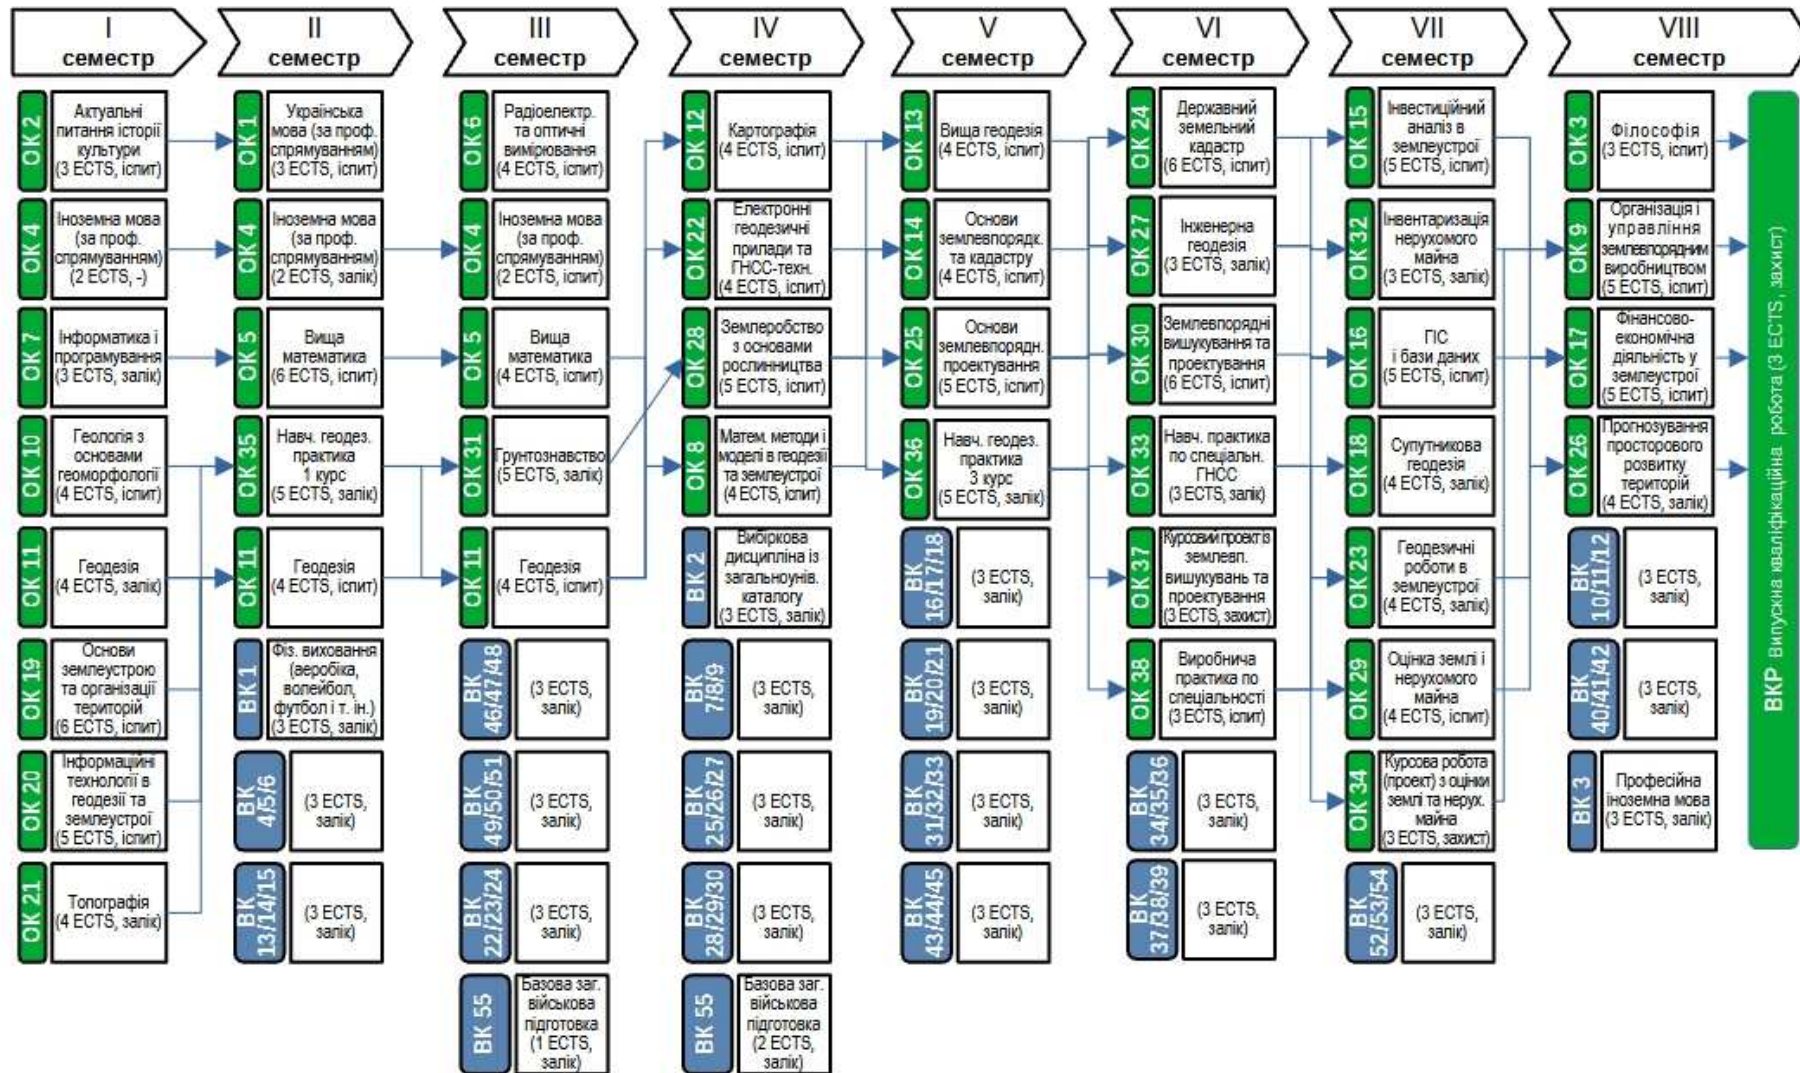 I
семестр
II
семестр
III
семестр
IV
семестр
V
семестр
VI
семестр
VII
семестр
VIII
семестр
ОК 2
Актуальні
питання історії
культури
(3 ECTS, іспит)
ОК 4
Іноземна мова
(за проф.
спрямуванням)
(2 ECTS, -)
ОК 7
Інформатика і
програмування
(3 ECTS, залік)
ОК 10
Геологія з
основами
геоморфології
(4 ECTS, іспит)
ОК 11
Геодезія
(4 ECTS, залік)
ОК 19
Основи
землеустрою
та організації
територій
(6 ECTS, іспит)
ОК 20
Інформаційні
технології в
геодезії та
землеустрої
(5 ECTS, іспит)
ОК 21
Топографія
(4 ECTS, залік)
ОК 1
Українська
мова (за проф.
спрямуванням)
(3 ECTS, іспит)
ОК 4
Іноземна мова
(за проф.
спрямуванням)
(2 ECTS, залік)
ОК 5
Вища
математика
(6 ECTS, іспит)
ОК 35
Навч. геодез.
практика
1 курс
(5 ECTS, залік)
ОК 11
Геодезія
(4 ECTS, іспит)
ВК 1
Фіз. виховання
(аеробіка,
волейбол,
футбол і т. ін.)
(3 ECTS, залік)
ВК
4/5/6
(3 ECTS,
залік)
ВК
13/14/15
(3 ECTS,
залік)
ОК 6
Радіоелектр.
та оптичні
вимірювання
(4 ECTS, іспит)
ОК 4
Іноземна мова
(за проф.
спрямуванням)
(2 ECTS, іспит)
ОК 5
Вища
математика
(4 ECTS, іспит)
ОК 31
Грунтознавство
(5 ECTS, залік)
ОК 11
Геодезія
(4 ECTS, іспит)
ВК
46/47/48
(3 ECTS,
залік)
ВК
49/50/51
(3 ECTS,
залік)
ВК
22/23/24
(3 ECTS,
залік)
ВК 55
Базова заг.
військова
підготовка
(1 ECTS,
залік)
ОК 12
Картографія
(4 ECTS, іспит)
ОК 22
Електронні
геодезичні
прилади та
ГНСС-техн.
(4 ECTS, іспит)
ОК 28
Землеробство
з основами
рослинництва
(5 ECTS, іспит)
ОК 8
Матем. методи і
моделі в геодезії
та землеустрої
(4 ECTS, іспит)
ВК 2
Вибіркова
дисципліна із
загальноунів.
каталогу
(3 ECTS, залік)
ВК
7/8/9
(3 ECTS,
залік)
ВК
25/26/27
(3 ECTS,
залік)
ВК
28/29/30
(3 ECTS,
залік)
ВК 55
Базова заг.
військова
підготовка
(2 ECTS,
залік)
ОК 13
Вища геодезія
(4 ECTS, іспит)
ОК 14
Основи
землевпорядк.
та кадастру
(4 ECTS, іспит)
ОК 25
Основи
землевпорядн.
проектування
(5 ECTS, іспит)
ОК 36
Навч. геодез.
практика
3 курс
(5 ECTS, залік)
ВК
16/17/18
(3 ECTS,
залік)
ВК
19/20/21
(3 ECTS,
залік)
ВК
31/32/33
(3 ECTS,
залік)
ВК
43/44/45
(3 ECTS,
залік)
ОК 24
Державний
земельний
кадастр
(6 ECTS, іспит)
ОК 27
Інженерна
геодезія
(3 ECTS, залік)
ОК 30
Землевпорядні
вишукування та
проектування
(6 ECTS, іспит)
ОК 33
Навч. практика
по спеціальн.
ГНСС
(3 ECTS, залік)
ОК 37
Курсовий проект із
землевп.
вишукувань та
проектування
(3 ECTS, захист)
ОК 38
Виробнича
практика по
спеціальності
(3 ECTS, іспит)
ВК
34/35/36
(3 ECTS,
залік)
ВК
37/38/39
(3 ECTS,
залік)
ОК 15
Інвестиційний
аналіз в
землеустрої
(5 ECTS, іспит)
ОК 32
Інвентаризація
нерухомого
майна
(3 ECTS, залік)
ОК 16
ГІС
і бази даних
(5 ECTS, іспит)
ОК 18
Супутникова
геодезія
(4 ECTS, залік)
ОК 23
Геодезичні
роботи в
землеустрої
(4 ECTS, залік)
ОК 29
Оцінка землі і
нерухомого
майна
(4 ECTS, іспит)
ОК 34
Курсова робота
(проект) з оцінки
землі та нерух.
майна
(3 ECTS, захист)
ВК
52/53/54
(3 ECTS,
залік)
ОК 3
Філософія
(3 ECTS, іспит)
ОК 9
Організація і
управління
землевпорядним
виробництвом
(5 ECTS, іспит)
ОК 17
Фінансово-
економічна
діяльність у
землеустрої
(5 ECTS, іспит)
ОК 26
Прогнозування
просторового
розвитку
територій
(4 ECTS, залік)
ВК
10/11/12
(3 ECTS,
залік)
ВК
40/41/42
(3 ECTS,
залік)
ВК 3
Професійна
іноземна мова
(3 ECTS, залік)
ВКР Випускна кваліфікаційна робота (3 ECTS, захист)